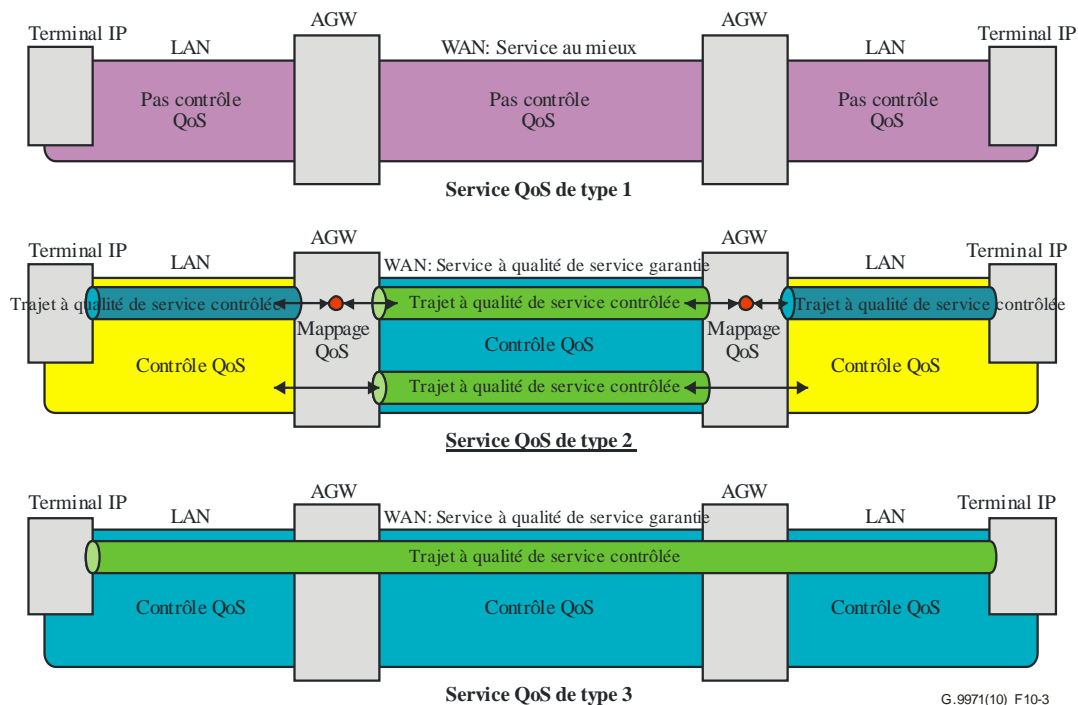 AGW
AGW
Terminal IP
LAN
WAN: Service au mieux
LAN
Terminal IP
Pas contrôle
QoS
Pas contrôle
QoS
Pas contrôle
QoS
Service QoS de type 1
Terminal IP
LAN
AGW
WAN: Service à qualité de service garantie
AGW
LAN
Terminal IP
Trajet à qualité de service contrôlée
Trajet à qualité de service contrôlée
Trajet à qualité de service contrôlée
Mappage
QoS
Mappage
QoS
Contrôle QoS
Contrôle QoS
Contrôle QoS
Trajet à qualité de service contrôlée
Service QoS de type 2
Terminal IP
LAN
AGW
WAN: Service à qualité de service garantie
AGW
LAN
Terminal IP
Trajet à qualité de service contrôlée
Contrôle QoS
Contrôle QoS
Contrôle QoS
Service QoS de type 3
G.9971(10)_F10-3